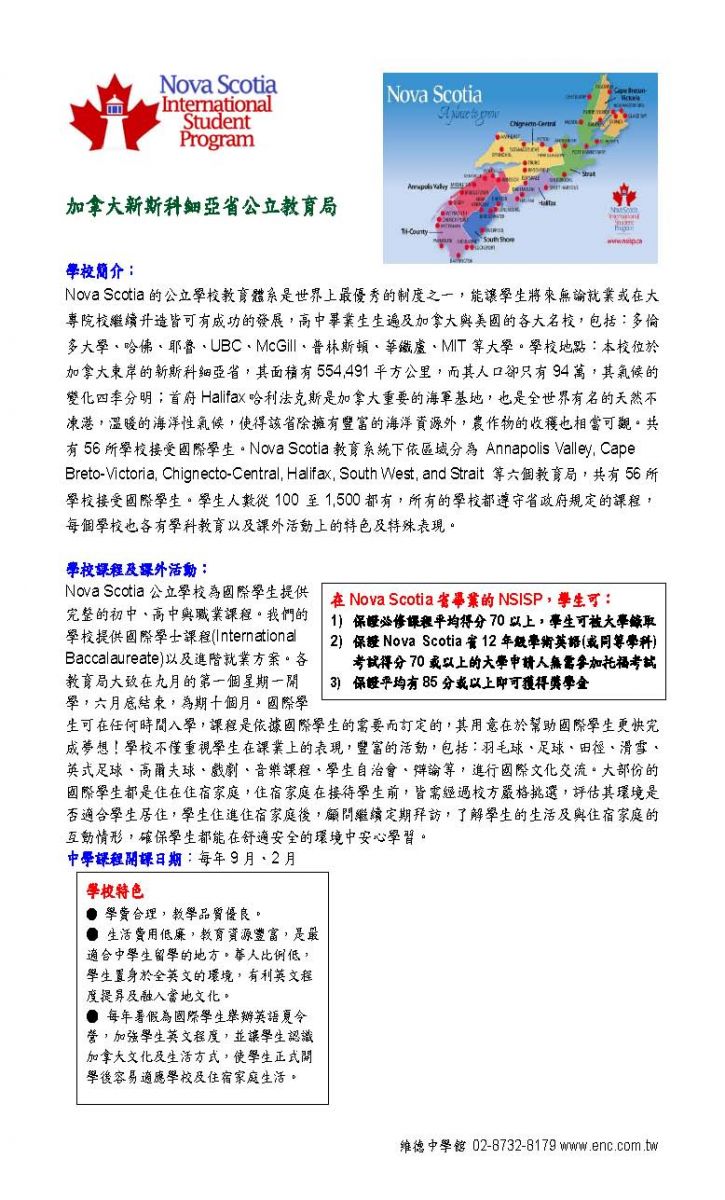 Nova Scotia
International
Student
Program
Nova Scotia
A place to grow
Cape Breton-
Victoria
Chignecto-Central
Strait
Annapolis Valley
Halifax
Tri-County
South Shore
Nova Scotia
International
Student
Program
www.nsisp.ca
加拿大新斯科細亞省公立教育局
學校簡介：
Nova Scotia 的公立學校教育體系是世界上最優秀的制度之一，能讓學生將來無論就業或在大
專院校繼續升造皆可有成功的發展，高中畢業生生遍及加拿大與美國的各大名校，包括：多倫
多大學、哈佛、耶魯、UBC、McGill、普林斯頓、華鐵盧、MIT 等大學。學校地點：本校位於
加拿大東岸的新斯科細亞省，其面積有 554,491 平方公里，而其人口卻只有 94 萬，其氣候的
變化四季分明；首府 Halifax 哈利法克斯是加拿大重要的海軍基地，也是全世界有名的天然不
凍港，溫暖的海洋性氣候，使得該省除擁有豐富的海洋資源外，農作物的收穫也相當可觀。共
有 56 所學校接受國際學生。Nova Scotia 教育系統下依區域分為 Annapolis Valley, Cape
Breto-Victoria, Chignecto-Central, Halifax, South West, and Strait 等六個教育局，共有 56 所
學校接受國際學生。學生人數從 100 至 1,500 都有，所有的學校都遵守省政府規定的課程，
每個學校也各有學科教育以及課外活動上的特色及特殊表現。
學校課程及課外活動：
Nova Scotia 公立學校為國際學生提供
完整的初中、高中與職業課程。我們的
學校提供國際學士課程(International
Baccalaureate)以及進階就業方案。各
教育局大致在九月的第一個星期一開
學，六月底結束，為期十個月。國際學
生可在任何時間入學，課程是依據國際學生的需要而訂定的，其用意在於幫助國際學生更快完
成夢想！學校不僅重視學生在課業上的表現，豐富的活動，包括：羽毛球、足球、田徑、滑雪、
英式足球、高爾夫球、戲劇、音樂課程、學生自治會、辯論等，進行國際文化交流。大部份的
國際學生都是住在住宿家庭，住宿家庭在接待學生前，皆需經過校方嚴格挑選，評估其環境是
否適合學生居住，學生住進住宿家庭後，顧問繼續定期拜訪，了解學生的生活及與住宿家庭的
互動情形，確保學生都能在舒適安全的環境中安心學習。
在 Nova Scotia 省畢業的 NSISP，學生可：
1) 保證必修課程平均得分 70 以上，學生可被大學錄取
2) 保證 Nova Scotia 省 12 年級學術英語(或同等學科)
考試得分 70 或以上的大學申請人無需參加托福考試
3) 保證平均有 85 分或以上即可獲得獎學金
中學課程開課日期：每年 9 月、2 月
學校特色
● 學費合理，教學品質優良。
● 生活費用低廉，教育資源豐富，是最
適合中學生留學的地方。華人比例低，
學生置身於全英文的環境，有利英文程
度提昇及融入當地文化。
● 每年暑假為國際學生舉辦英語夏令
營，加強學生英文程度，並讓學生認識
加拿大文化及生活方式，使學生正式開
學後容易適應學校及住宿家庭生活。
維德中學館 02-8732-8179 www.enc.com.tw